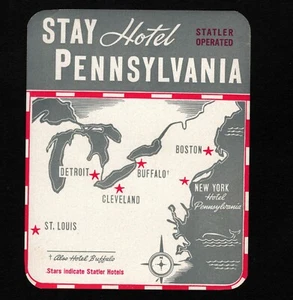 STAY Hotel
STATLER
OPERATED
PENNSYLVANIA
BOSTON
DETROIT
BUFFALO†
CLEVELAND
NEW YORK
Hotel
Pennsylvania
ST. LOUIS
† Also Hotel Buffalo
Stars indicate Statler Hotels